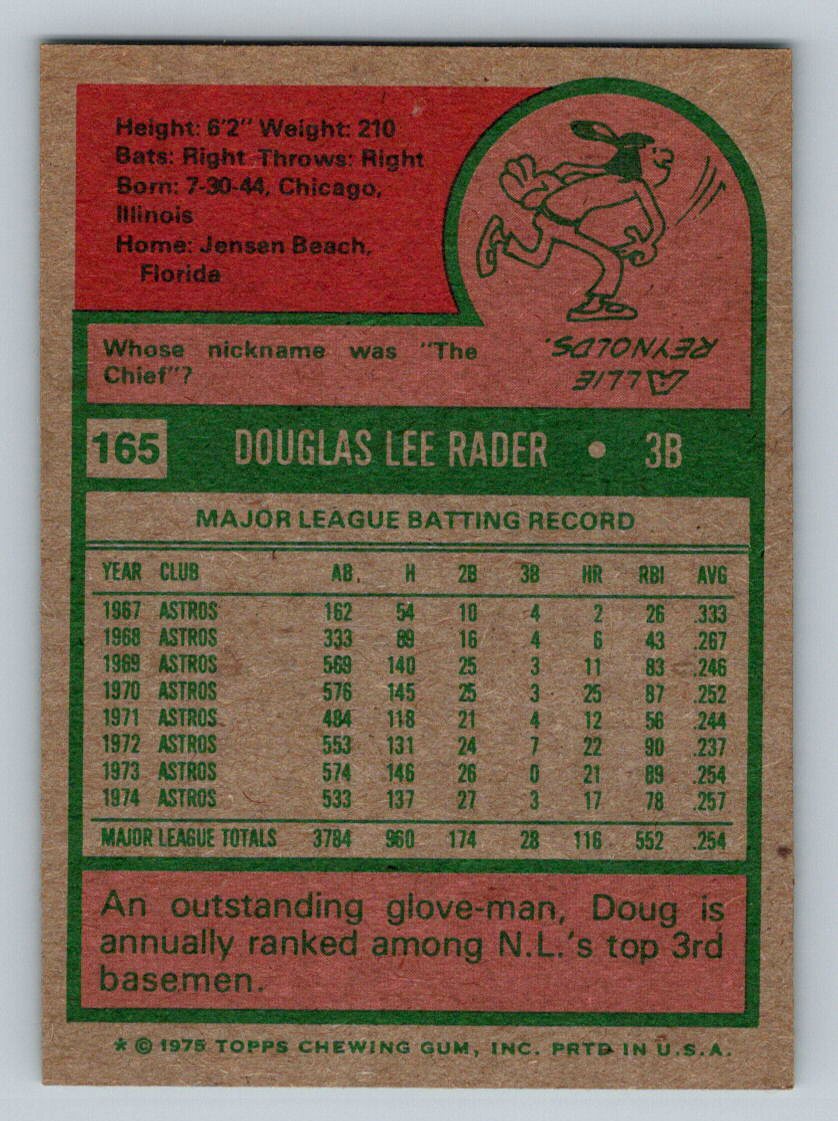 Height: 6'2" Weight: 210
Bats: Right Throws: Right
Born: 7-30-44, Chicago,
Illinois
Home: Jensen Beach,
Florida
Whose nickname was "The
Chief"?
ALLIE
REYNOLDS.
165 DOUGLAS LEE RADER • 3B
MAJOR LEAGUE BATTING RECORD
YEAR CLUB AB. H 2B 3B HR RBI AVG
1967 ASTROS 162 54 10 4 2 26 .333
1968 ASTROS 333 89 16 4 6 43 .267
1969 ASTROS 569 140 25 3 11 83 .246
1970 ASTROS 576 145 25 3 25 87 .252
1971 ASTROS 484 118 21 4 12 56 .244
1972 ASTROS 553 131 24 7 22 90 .237
1973 ASTROS 574 146 26 0 21 89 .254
1974 ASTROS 533 137 27 3 17 78 .257
MAJOR LEAGUE TOTALS 3784 960 174 28 116 552 .254
An outstanding glove-man, Doug is
annually ranked among N.L.'s top 3rd
basemen.
* © 1975 TOPPS CHEWING GUM, INC. PRTD IN U.S.A.